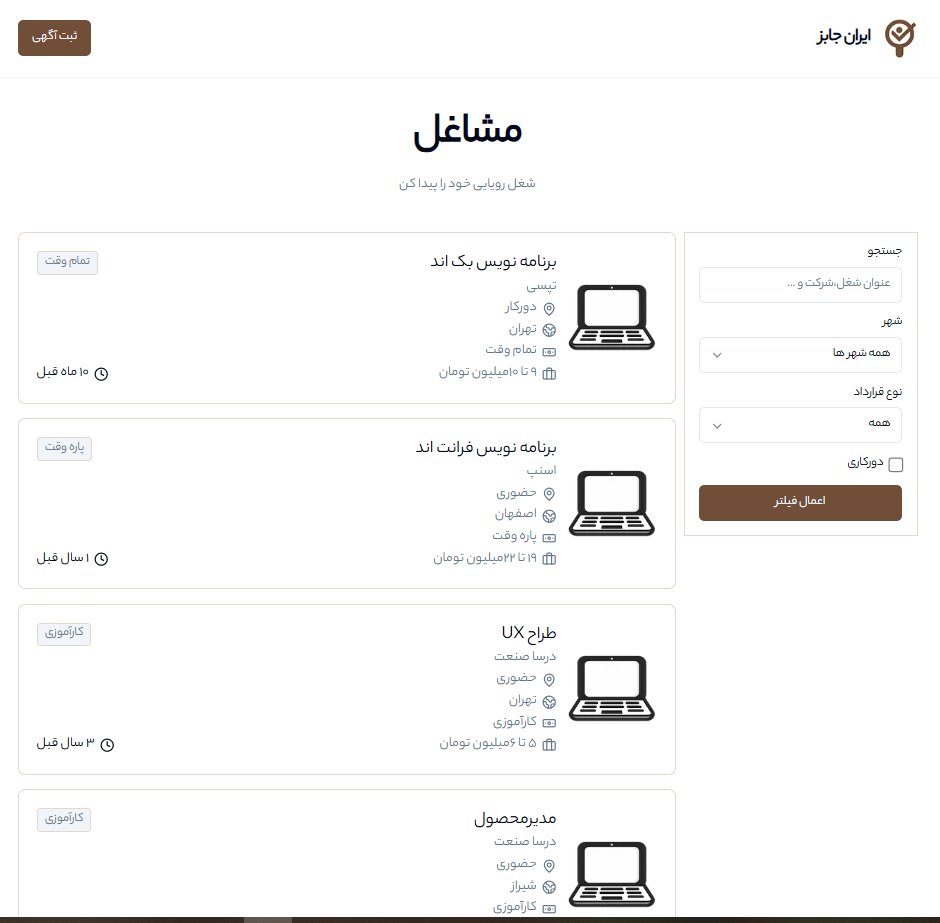 ایران جابز
ثبت آگهی
مشاغل
شغل رویایی خود را پیدا کن
جستجو
عنوان شغل،شرکت و ...
شهر
همه شهر ها
نوع قرارداد
همه
دورکاری
اعمال فیلتر
برنامه نویس بک اند
تمام وقت
تپسی
دورکار
تهران
تمام وقت
۹ تا ۱۰میلیون تومان
۱۰ ماه قبل
برنامه نویس فرانت اند
پاره وقت
اسنپ
حضوری
اصفهان
پاره وقت
۱۹ تا ۲۲میلیون تومان
۱ سال قبل
طراح UX
کارآموزی
درسا صنعت
حضوری
تهران
کارآموزی
۵ تا ۶میلیون تومان
۳ سال قبل
مدیرمحصول
کارآموزی
درسا صنعت
حضوری
شیراز
کارآموزی